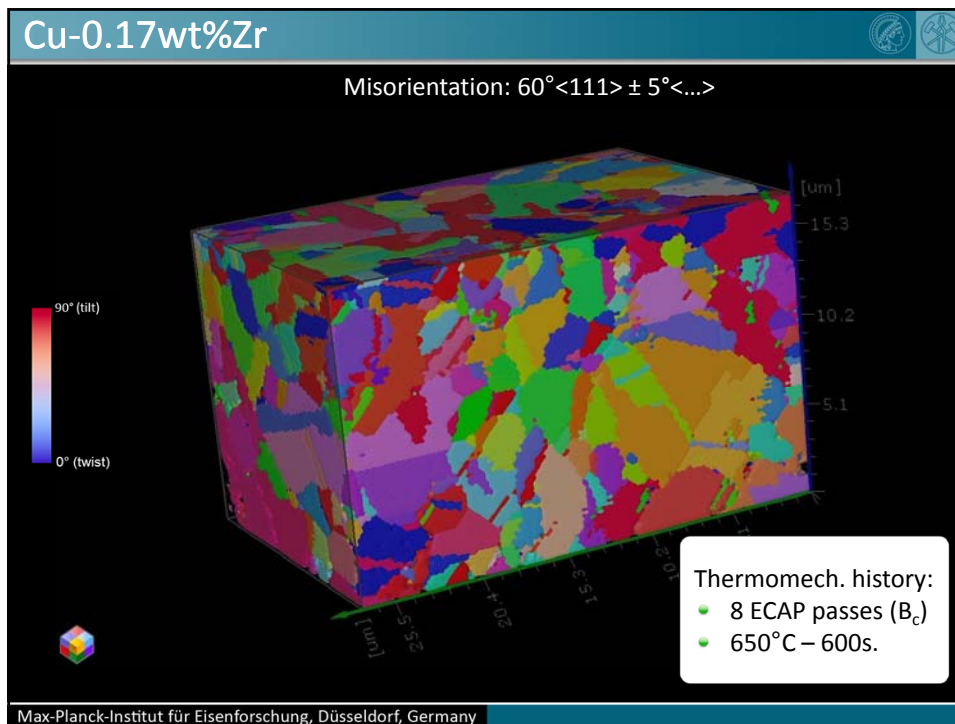 Cu-0.17wt%Zr
Misorientation: 60°<111> ± 5°<...>
[um]
15.3
10.2
5.1
90° (tilt)
0° (twist)
10.2
15.3
20.4
25.5
[um]
Thermomech. history:
8 ECAP passes (Bc)
650°C – 600s.
Max-Planck-Institut für Eisenforschung, Düsseldorf, Germany